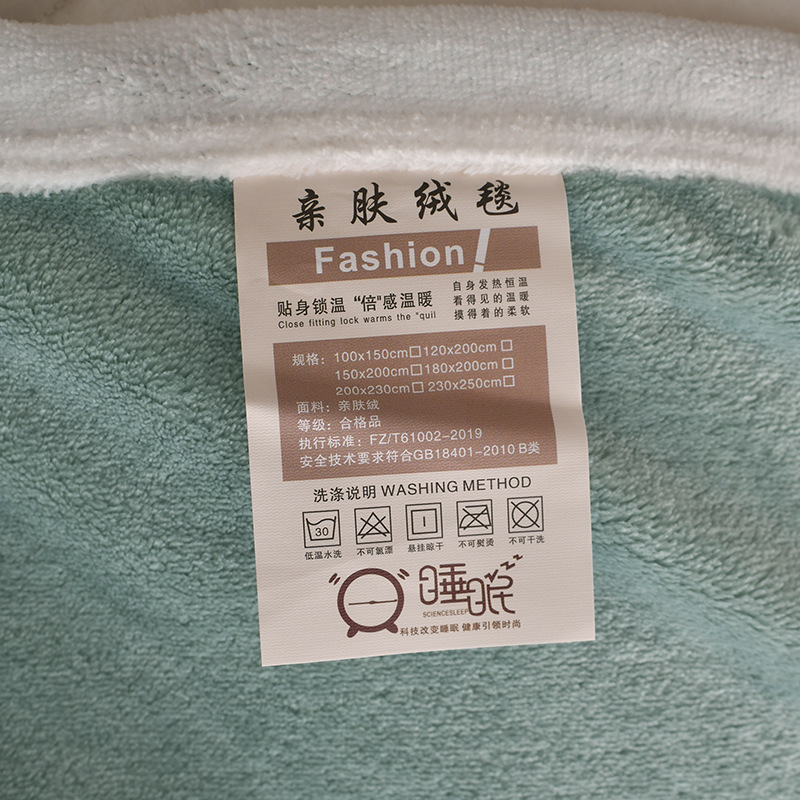 亲肤绒毯
Fashion!
贴身锁温 "倍"感温暖
Close fitting lock warms the "quil
自身发热恒温
看得见的温暖
摸得着的柔软
规格：100x150cm□120x200cm□
150x200cm□180x200cm□
200x230cm□230x250cm□
面料：亲肤绒
等级：合格品
执行标准：FZ/T61002-2019
安全技术要求符合GB18401-2010 B类
洗涤说明 WASHING METHOD
30
低温水洗 不可氯漂 悬挂晾干 不可熨烫 不可干洗
睡眠zzz
SCIENCESLEEP
科技改变睡眠 健康引领时尚